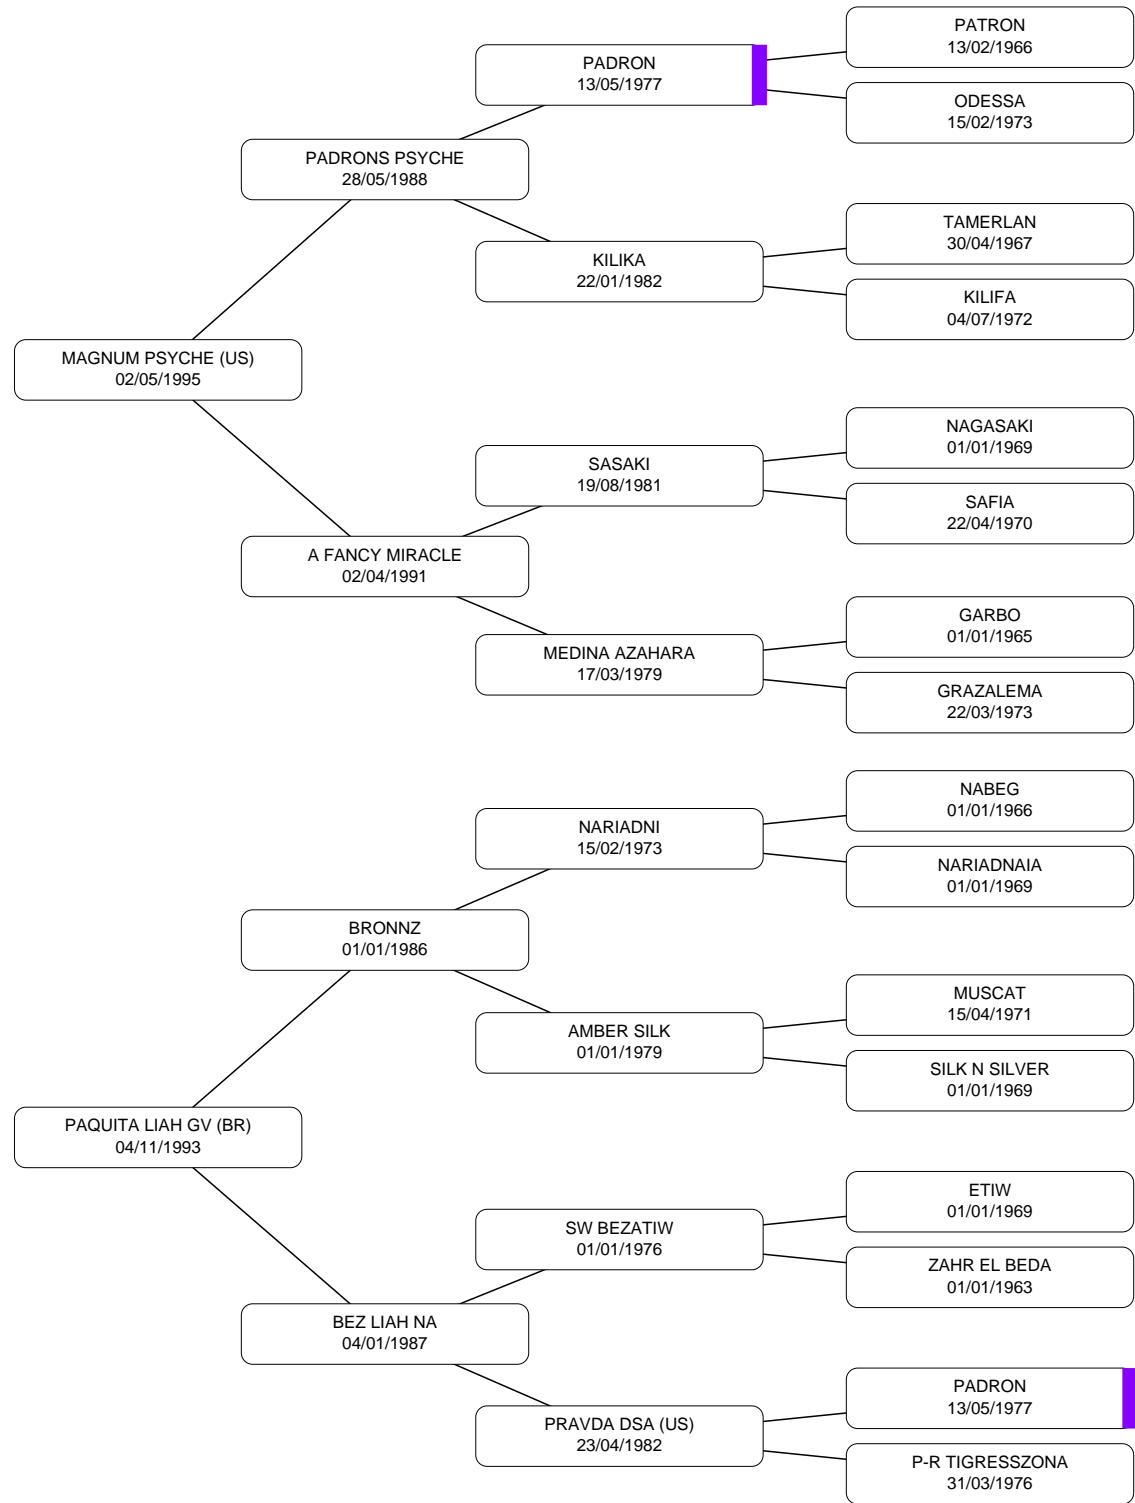 PATRON
13/02/1966
PADRON
13/05/1977
ODESSA
15/02/1973
PADRONS PSYCHE
28/05/1988
TAMERLAN
30/04/1967
KILIKA
22/01/1982
KILIFA
04/07/1972
MAGNUM PSYCHE (US)
02/05/1995
NAGASAKI
01/01/1969
SASAKI
19/08/1981
SAFIA
22/04/1970
A FANCY MIRACLE
02/04/1991
GARBO
01/01/1965
MEDINA AZAHARA
17/03/1979
GRAZALEMA
22/03/1973
NABEG
01/01/1966
NARIADNI
15/02/1973
NARIADNAIA
01/01/1969
BRONNZ
01/01/1986
MUSCAT
15/04/1971
AMBER SILK
01/01/1979
SILK N SILVER
01/01/1969
PAQUITA LIAH GV (BR)
04/11/1993
ETIW
01/01/1969
SW BEZATIW
01/01/1976
ZAHR EL BEDA
01/01/1963
BEZ LIAH NA
04/01/1987
PADRON
13/05/1977
PRAVDA DSA (US)
23/04/1982
P-R TIGRESSZONA
31/03/1976